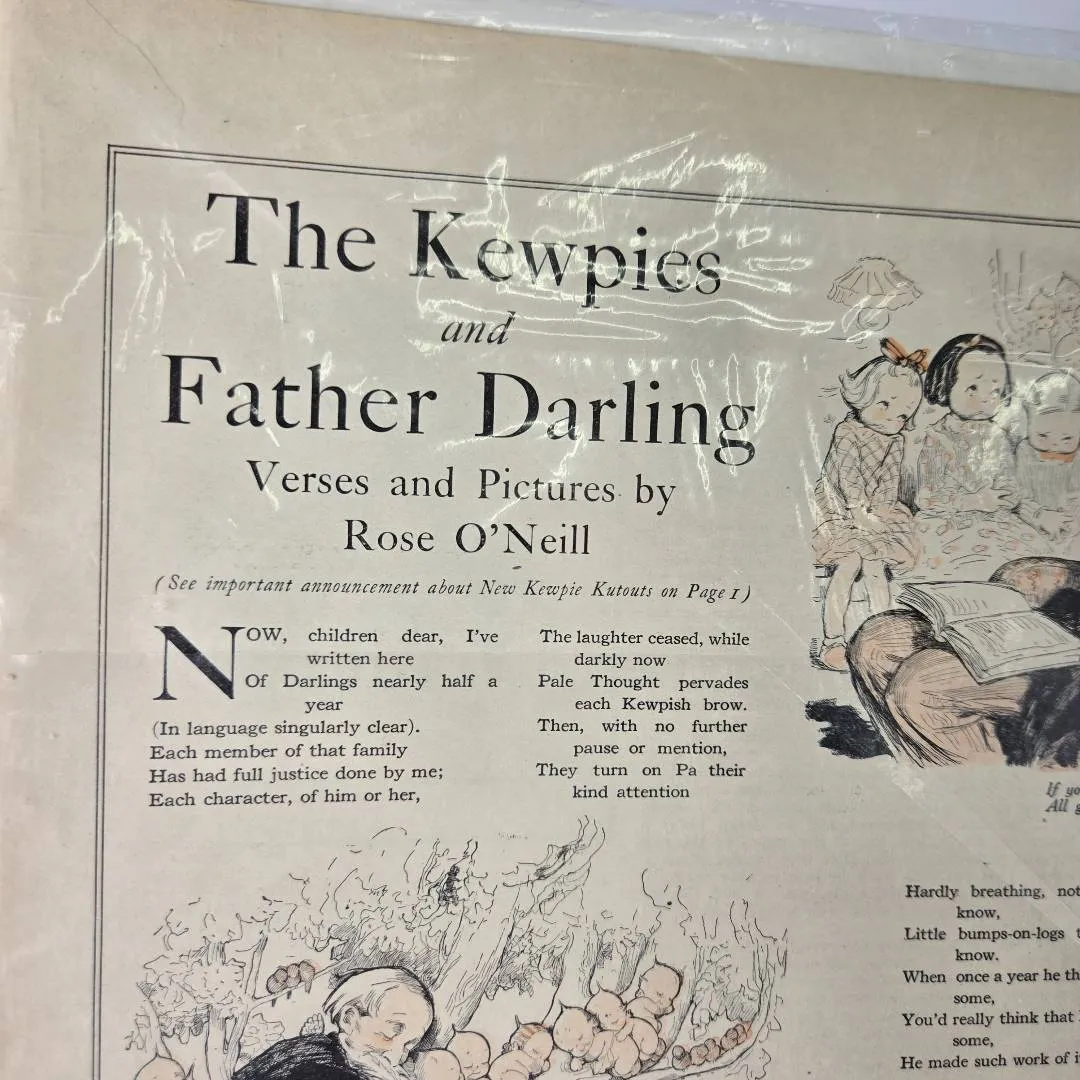 The Kewpies
and
Father Darling
Verses and Pictures by
Rose O'Neill
(See important announcement about New Kewpie Kutouts on Page 1)
NOW, children dear, I've
written here
Of Darlings nearly half a
year
(In language singularly clear).
Each member of that family
Has had full justice done by me;
Each character, of him or her,
The laughter ceased, while
darkly now
Pale Thought pervades
each Kewpish brow.
Then, with no further
pause or mention,
They turn on Pa their
kind attention
If
All
Hardly breathing, not
know,
Little bumps-on-logs
know.
When once a year he
some,
You'd really think that
some,
He made such work of